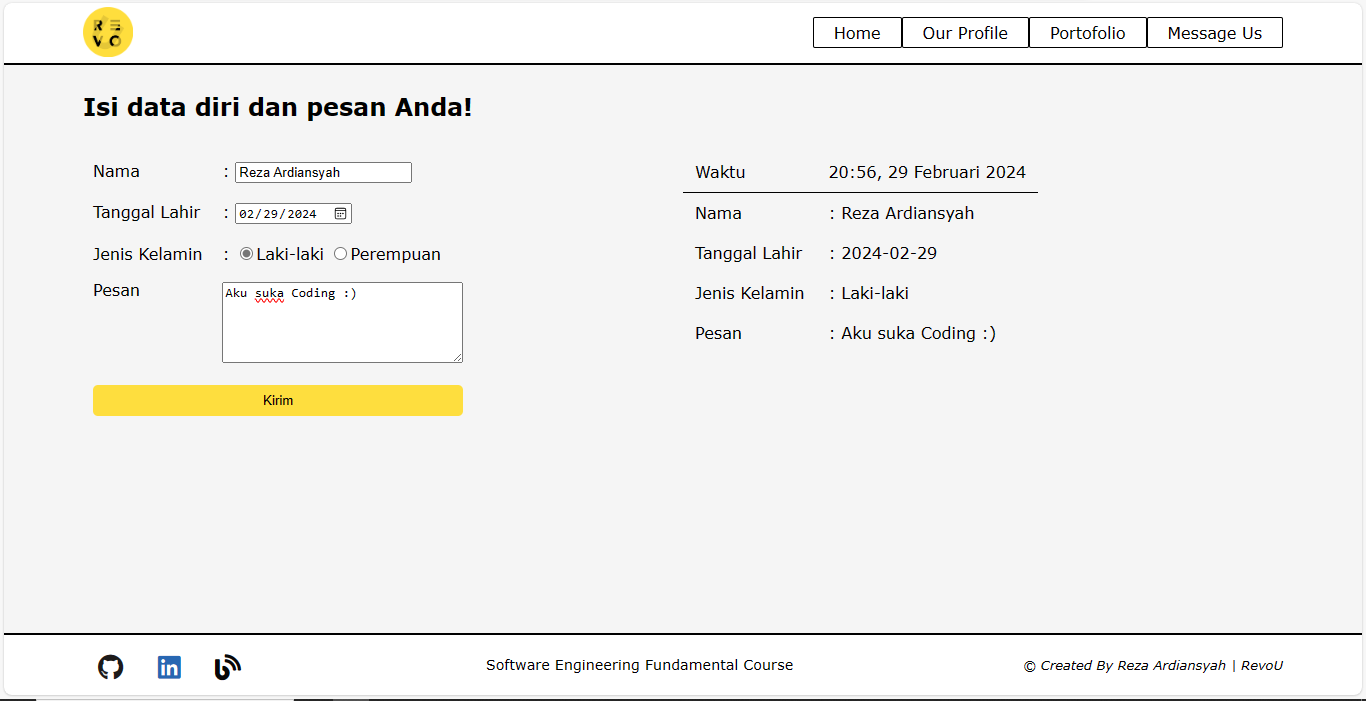 RE
VO
Home Our Profile Portofolio Message Us
Isi data diri dan pesan Anda!
Nama : Reza Ardiansyah
Tanggal Lahir : 02/29/2024
Jenis Kelamin : Laki-laki Perempuan
Pesan Aku suka Coding :)
Kirim
Waktu 20:56, 29 Februari 2024
Nama : Reza Ardiansyah
Tanggal Lahir : 2024-02-29
Jenis Kelamin : Laki-laki
Pesan : Aku suka Coding :)
in
Software Engineering Fundamental Course
© Created By Reza Ardiansyah | RevoU